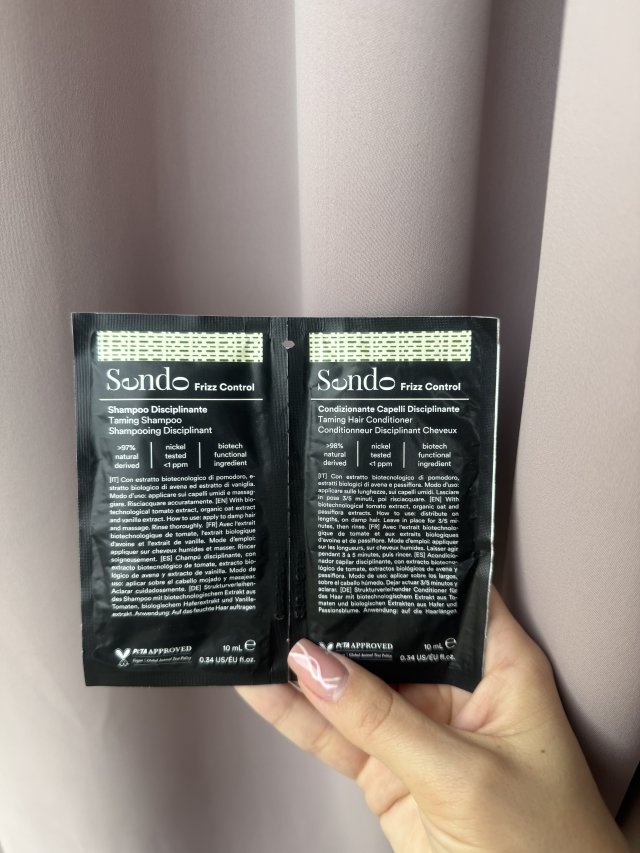 Sendo Frizz Control
Shampoo Disciplinante
Taming Shampoo
Shampooing Disciplinant
>97% natural derived
nickel tested <1 ppm
biotech functional ingredient
[IT] Con estratto biotecnologico di pomodoro, e-
stratto biologico di avena ed estratto di vaniglia.
Modo d'uso: applicare sui capelli umidi e massag-
giare. Risciacquare accuratamente. [EN] With bio-
technological tomato extract, organic oat extract
and vanilla extract. How to use: apply to damp hair
and massage. Rinse thoroughly. [FR] Avec l'extrait
biotechnologique de tomate, l'extrait biologique
d'avoine et l'extrait de vanille. Mode d'emploi:
appliquer sur cheveux humides et masser. Rincer
soigneusement. [ES] Champú disciplinante, con
extracto biotecnológico de tomate, extracto bio-
lógico de avena y extracto de vainilla. Modo de
uso: aplicar sobre el cabello mojado y masajear.
Aclarar cuidadosamente. [DE] Strukturverleihen-
des Shampoo mit biotechnologischem Extrakt aus
Tomaten, biologischem Haferextrakt und Vanille-
extrakt. Anwendung: Auf das feuchte Haar auftragen
PETA APPROVED
Vegan | Global Animal Test Policy
10 mL e
0.34 US/EU fl.oz.
Sendo Frizz Control
Condizionante Capelli Disciplinante
Taming Hair Conditioner
Conditionneur Disciplinant Cheveux
>98% natural derived
nickel tested <1 ppm
biotech functional ingredient
[IT] Con estratto biotecnologico di pomodoro,
estratti biologici di avena e passiflora. Modo d'uso:
applicare sulle lunghezze, sui capelli umidi. Lasciare
in posa 3/5 minuti, poi risciacquare. [EN] With
biotechnological tomato extract, organic oat and
passiflora extracts. How to use: distribute on
lengths, on damp hair. Leave in place for 3/5 mi-
nutes, then rinse. [FR] Avec l'extrait biotechnolo-
gique de tomate et aux extraits biologiques
d'avoine et de passiflore. Mode d'emploi: appliquer
sur les longueurs, sur cheveux humides. Laisser agir
pendant 3 à 5 minutes, puis rincer. [ES] Acondicio-
nador capilar disciplinante, con extracto biotecno-
lógico de tomate, extractos biológicos de avena y
passiflora. Modo de uso: aplicar sobre los largos,
sobre el cabello húmedo. Dejar actuar 3/5 minutos y
aclarar. [DE] Strukturverleihender Conditioner für
das Haar mit biotechnologischem Extrakt aus To-
maten und biologischen Extrakten aus Hafer und
Passionsblume. Anwendung: auf die Haarlängen
PETA APPROVED
Global Animal Test Policy
10 mL e
0.34 US/EU fl.oz.